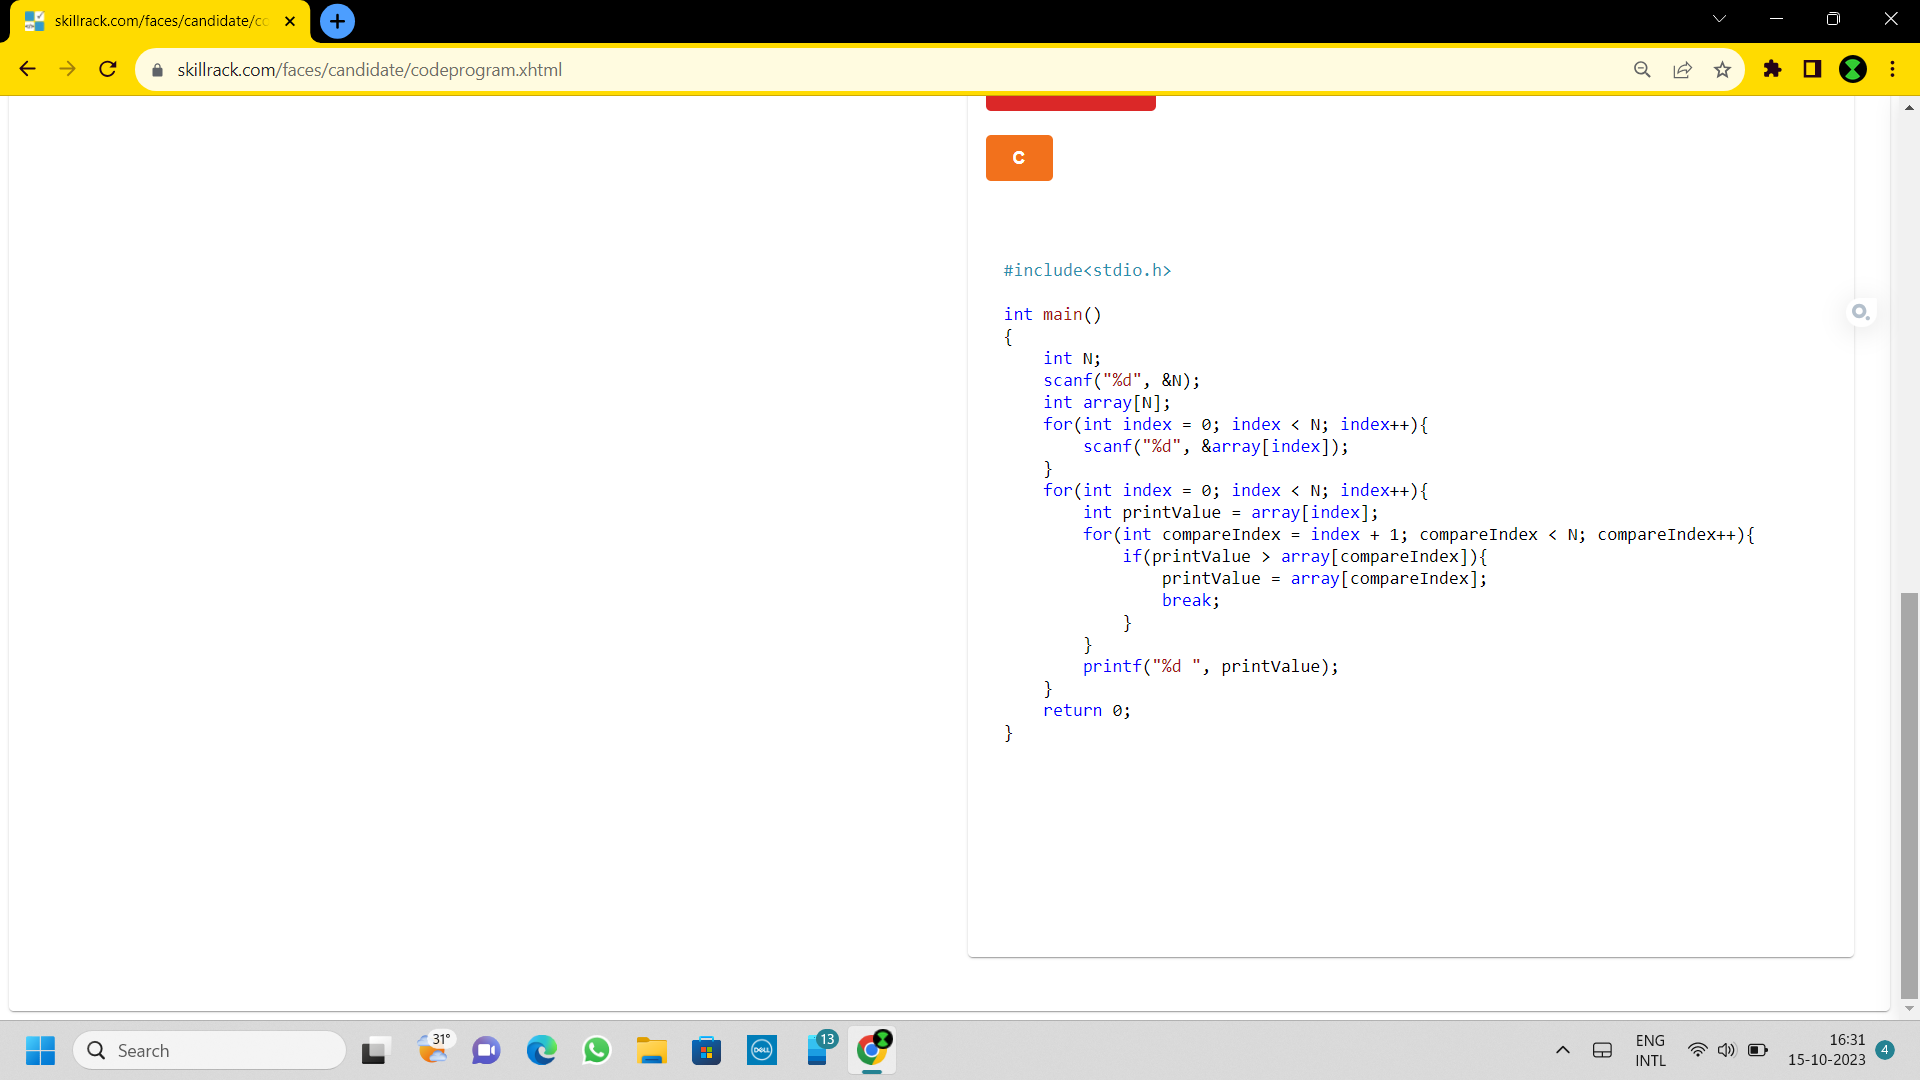 skillrack.com/faces/candidate/co
skillrack.com/faces/candidate/codeprogram.xhtml
C
#include<stdio.h>
int main()
{
    int N;
    scanf("%d", &N);
    int array[N];
    for(int index = 0; index < N; index++){
        scanf("%d", &array[index]);
    }
    for(int index = 0; index < N; index++){
        int printValue = array[index];
        for(int compareIndex = index + 1; compareIndex < N; compareIndex++){
            if(printValue > array[compareIndex]){
                printValue = array[compareIndex];
                break;
            }
        }
        printf("%d ", printValue);
    }
    return 0;
}
Search
31°
DELL
13
ENG
INTL
16:31
15-10-2023
4